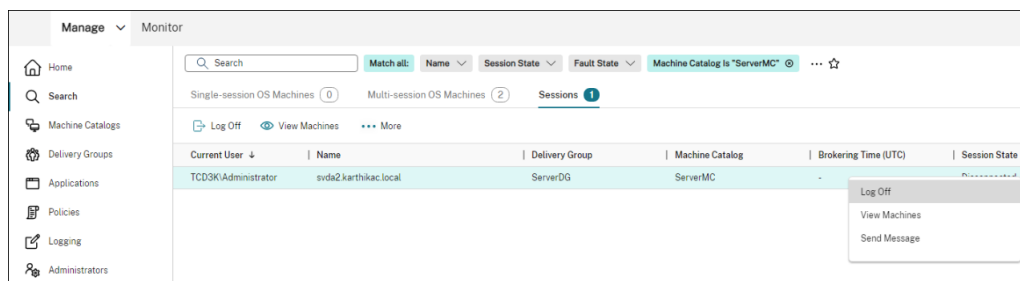 Manage Monitor
Home
Search
Machine Catalogs
Delivery Groups
Applications
Policies
Logging
Administrators
Search Match all: Name Session State Fault State Machine Catalog Is "ServerMC"
Single-session OS Machines 0 Multi-session OS Machines 2 Sessions 1
Log Off View Machines ••• More
Current User ↓ Name Delivery Group Machine Catalog Brokering Time (UTC) Session State
TCD3K\Administrator svda2.karthikac.local ServerDG ServerMC -
Log Off
View Machines
Send Message